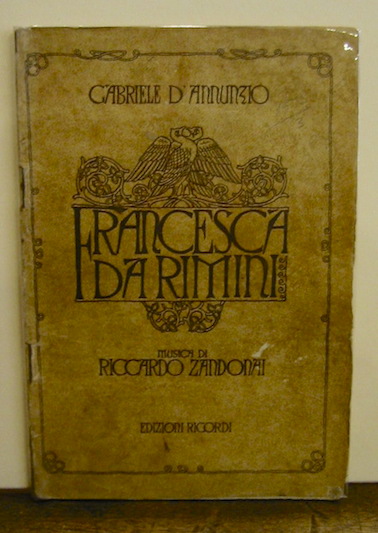 GABRIELE D'ANNUNZIO
FRANCESCA
DA RIMINI
MUSICA DI
RICCARDO ZANDONAI
EDIZIONI RICORDI